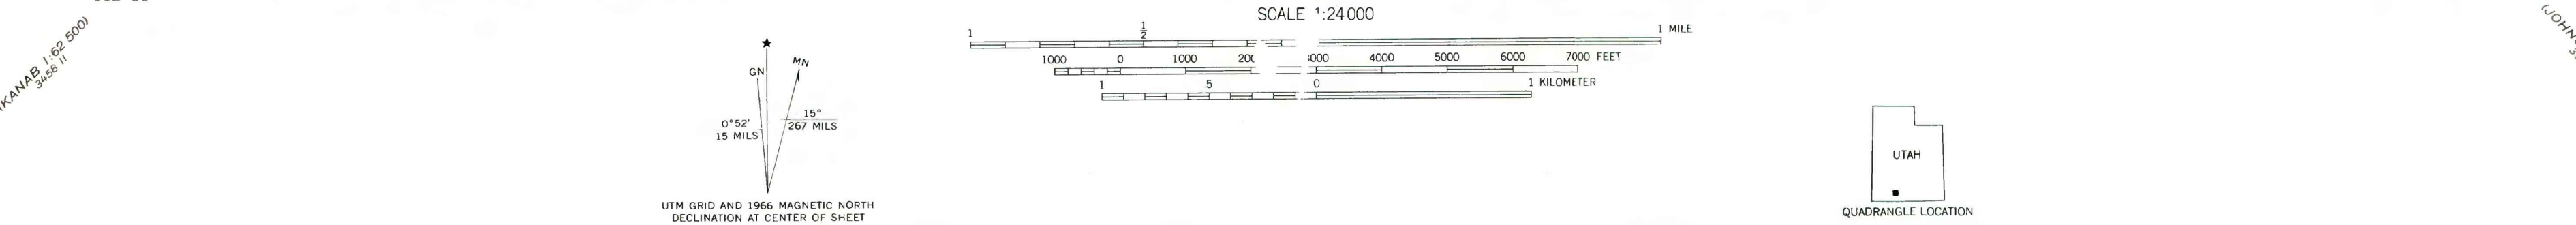 SCALE 1:24 000
(KANAB 1:62 500)
3458 II
1 1/2 1 MILE
1000 0 1000 4000 5000 6000 7000 FEET
1 .5 0 1 KILOMETER
★
GN
MN
0°52'
15 MILS
15°
267 MILS
UTM GRID AND 1966 MAGNETIC NORTH
DECLINATION AT CENTER OF SHEET
UTAH
QUADRANGLE LOCATION